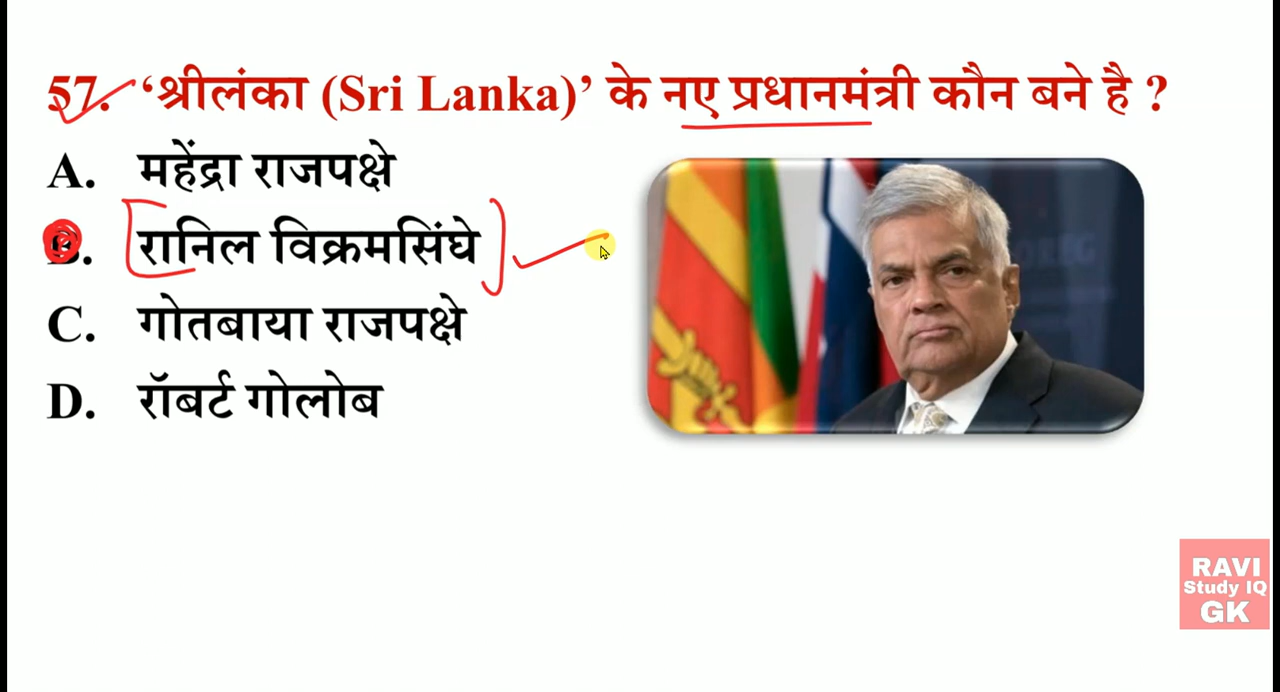 57. ‘श्रीलंका (Sri Lanka)’ के नए प्रधानमंत्री कौन बने है ?
A. महेंद्रा राजपक्षे
B. रानिल विक्रमसिंघे
C. गोतबाया राजपक्षे
D. रॉबर्ट गोलोब
RAVI
Study IQ
GK